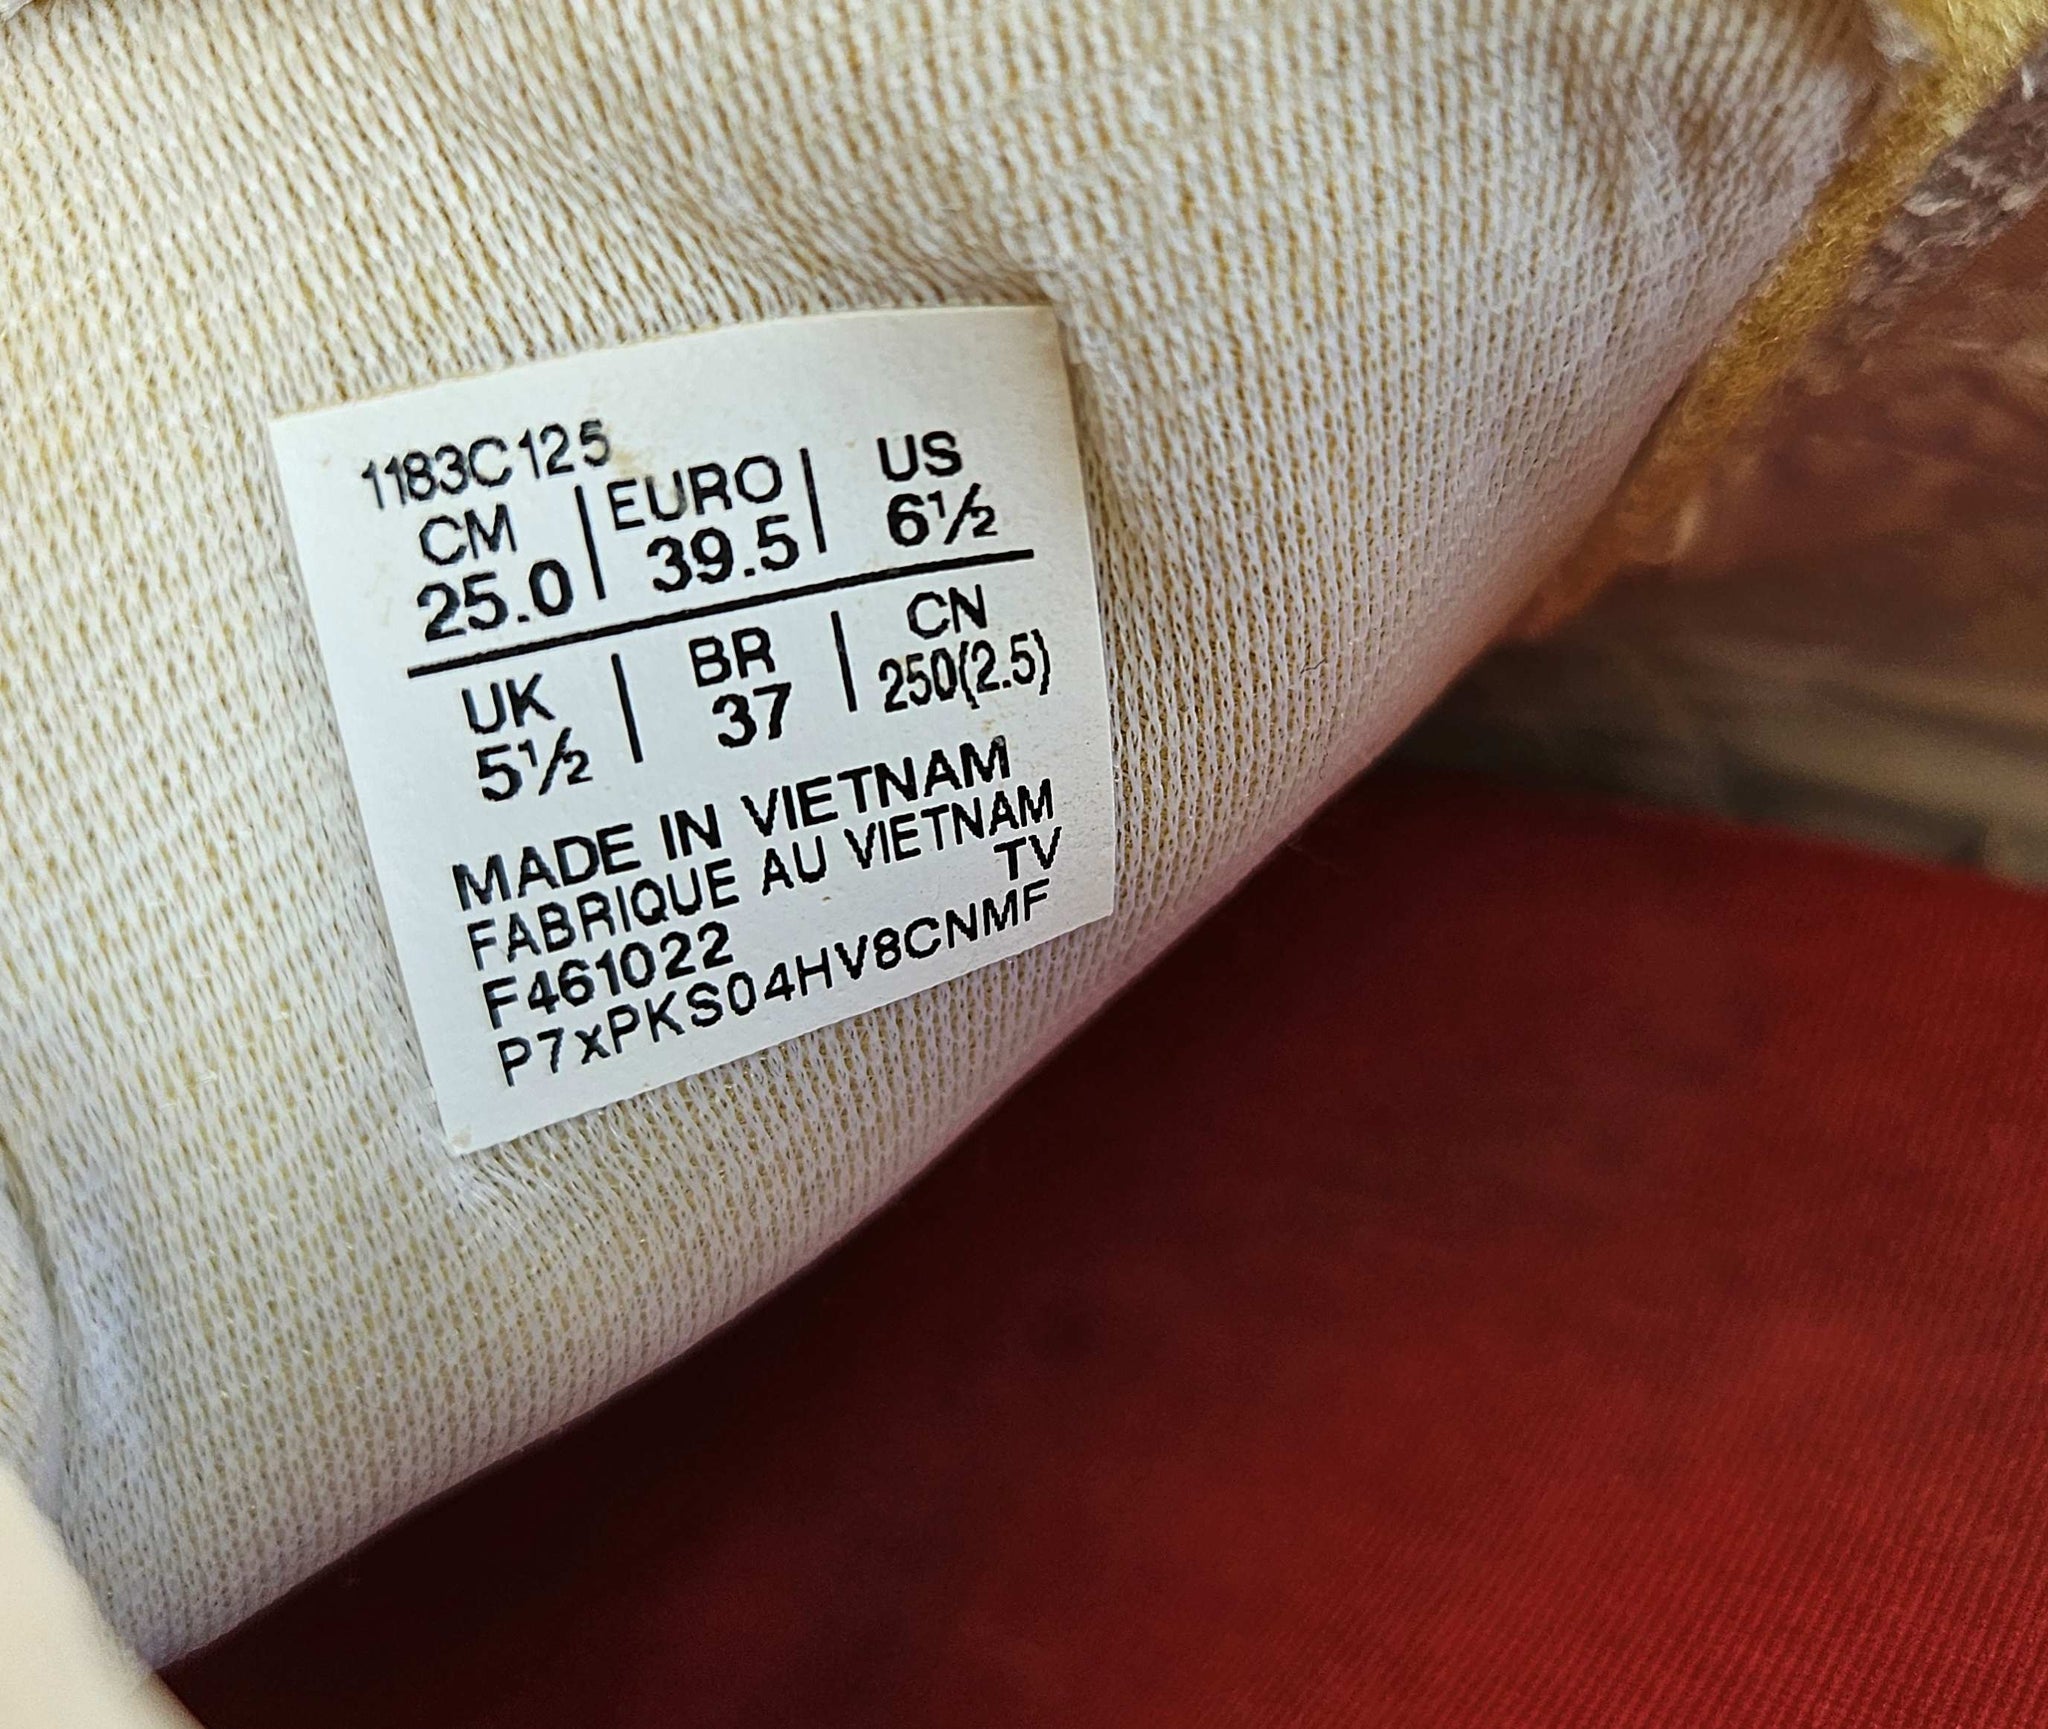 1183C125
CM | EURO | US
25.0 | 39.5 | 6½
UK | BR | CN
5½ | 37 | 250(2.5)
MADE IN VIETNAM
FABRIQUE AU VIETNAM
TV
F461022
P7xPKS04HV8CNMF